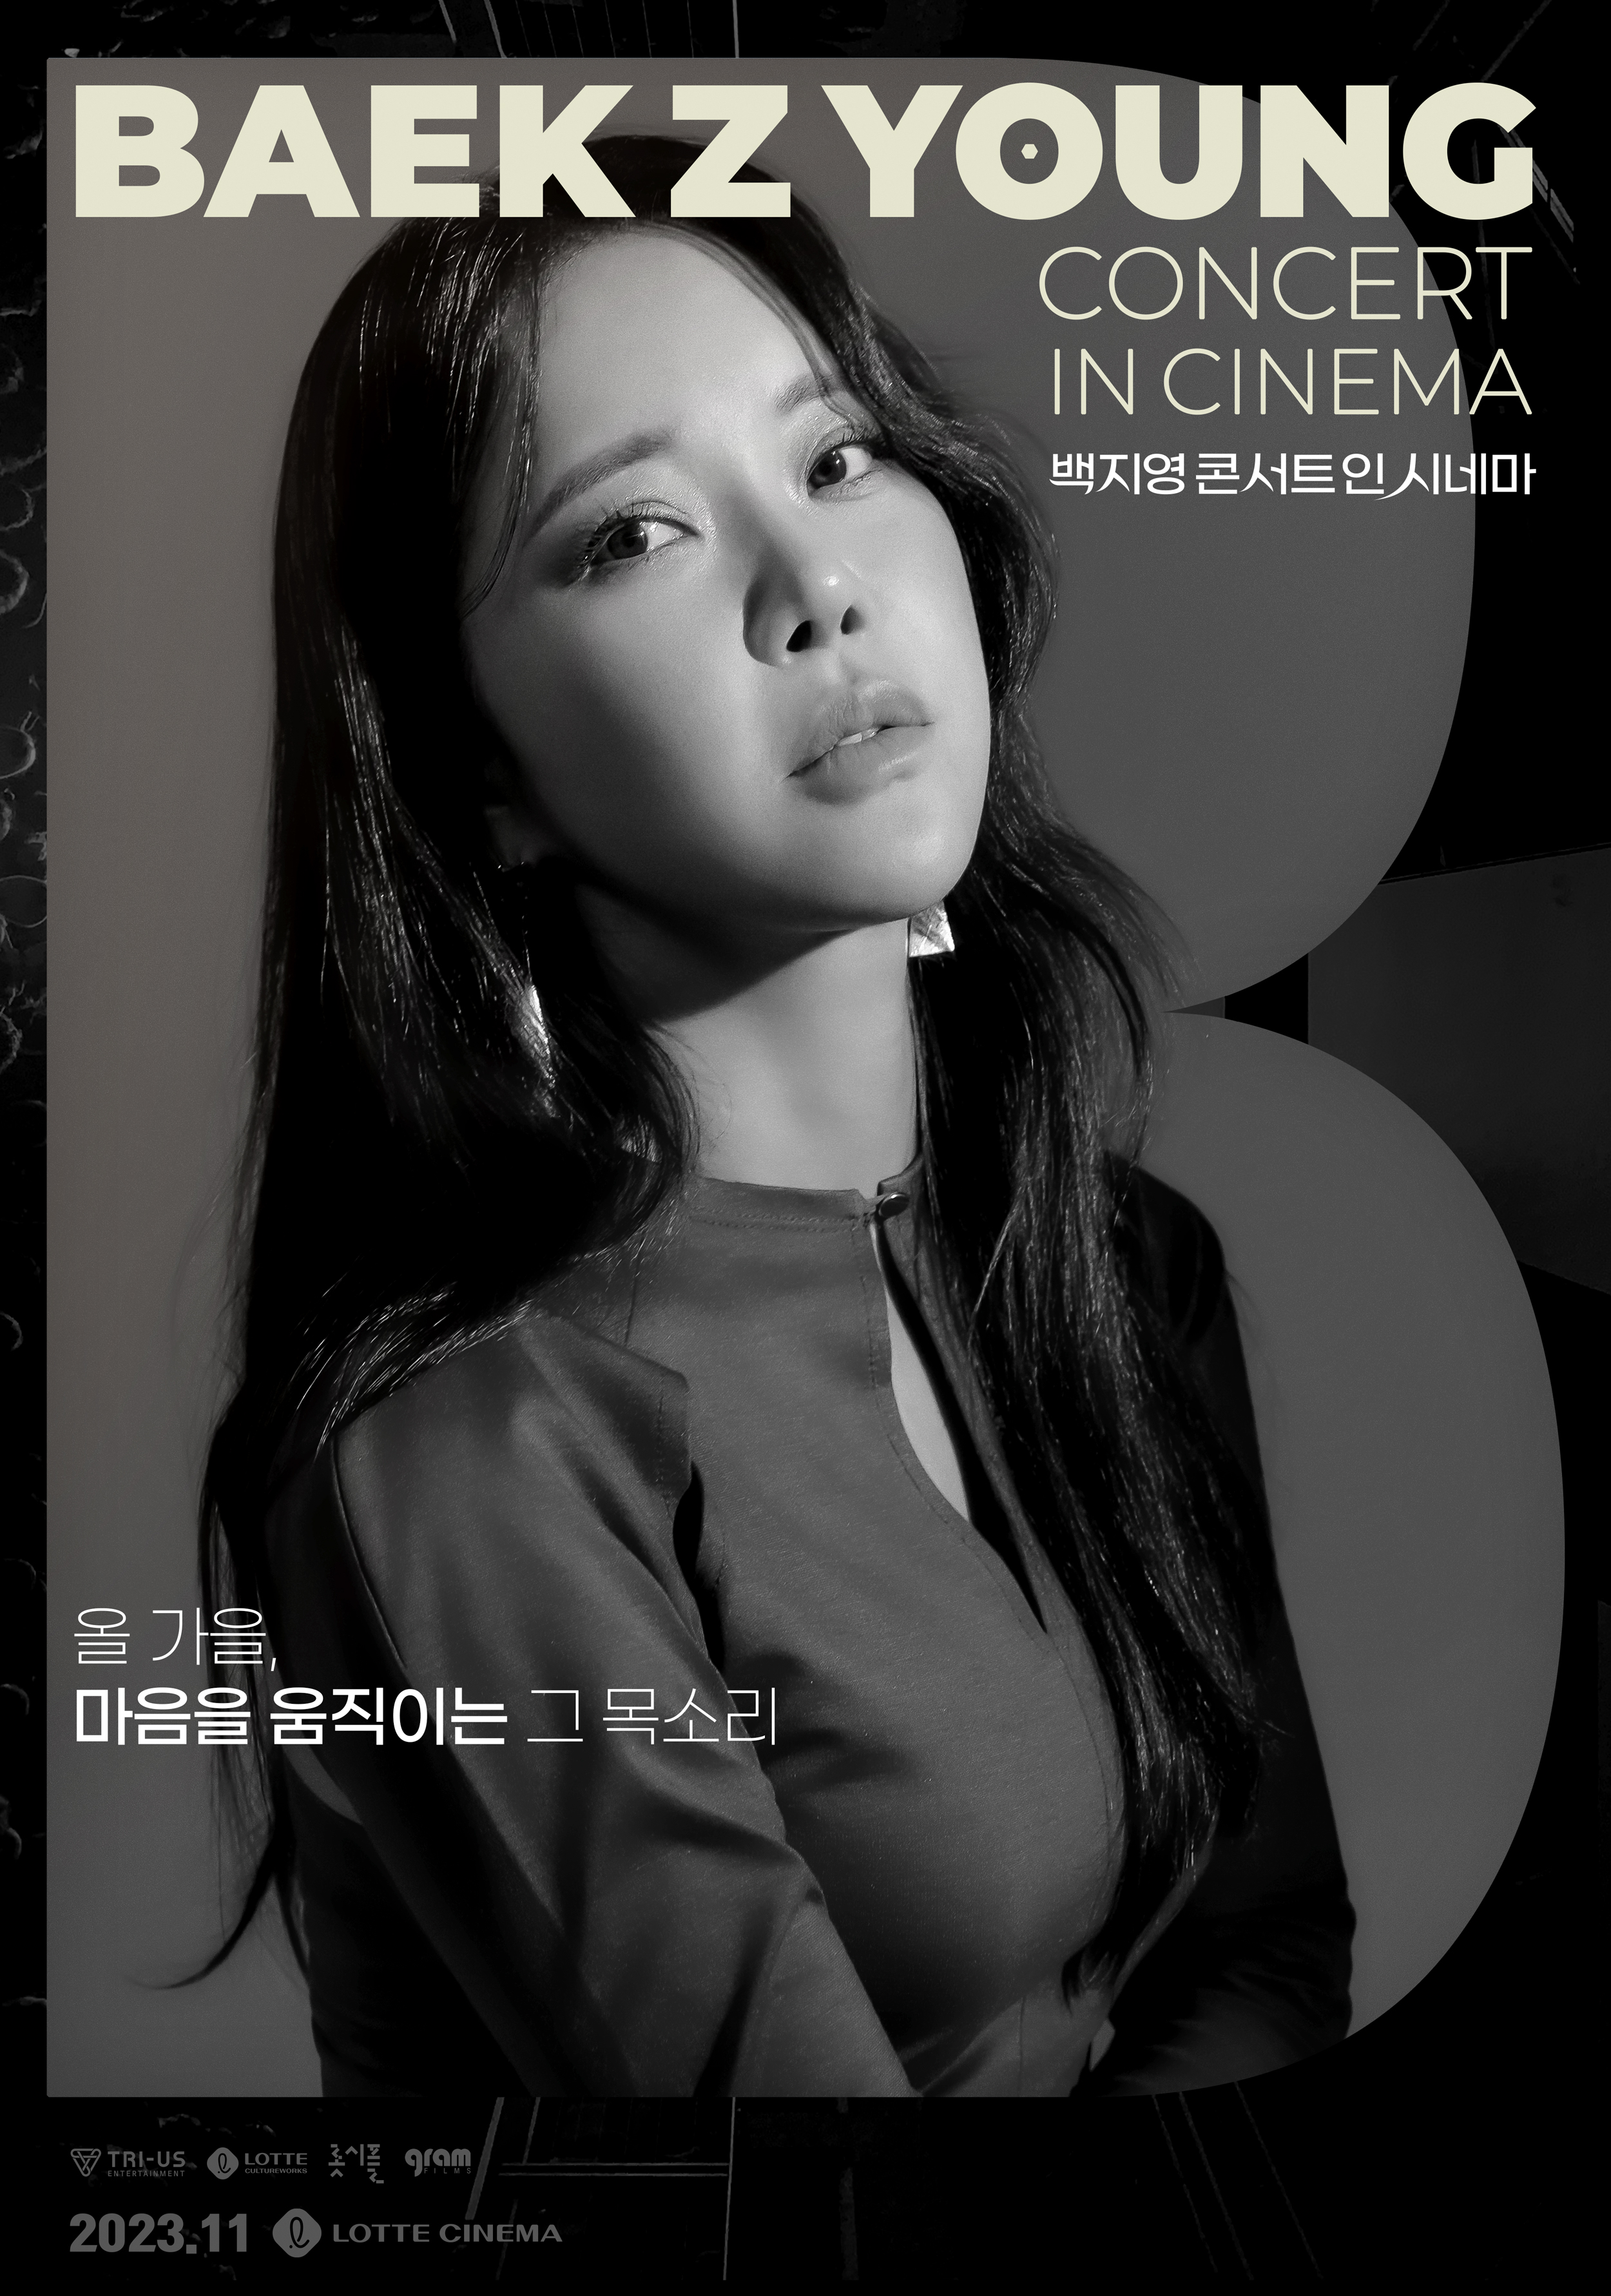 BAEK Z YOUNG
CONCERT
IN CINEMA
백지영 콘서트 인 시네마
올 가을,
마음을 움직이는 그 목소리
TRI-US ENTERTAINMENT
LOTTE CULTUREWORKS
gram FILMS
2023.11 LOTTE CINEMA